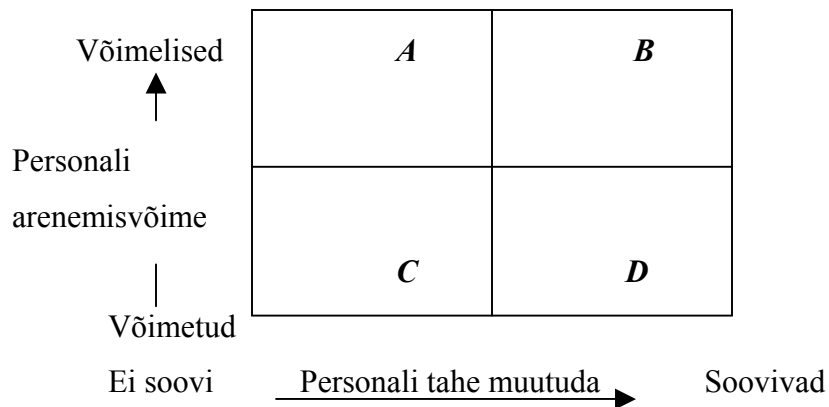 Võimelised A B
Personali
arenemisvõime
C D
Võimetud
Ei soovi Personali tahe muutuda Soovivad